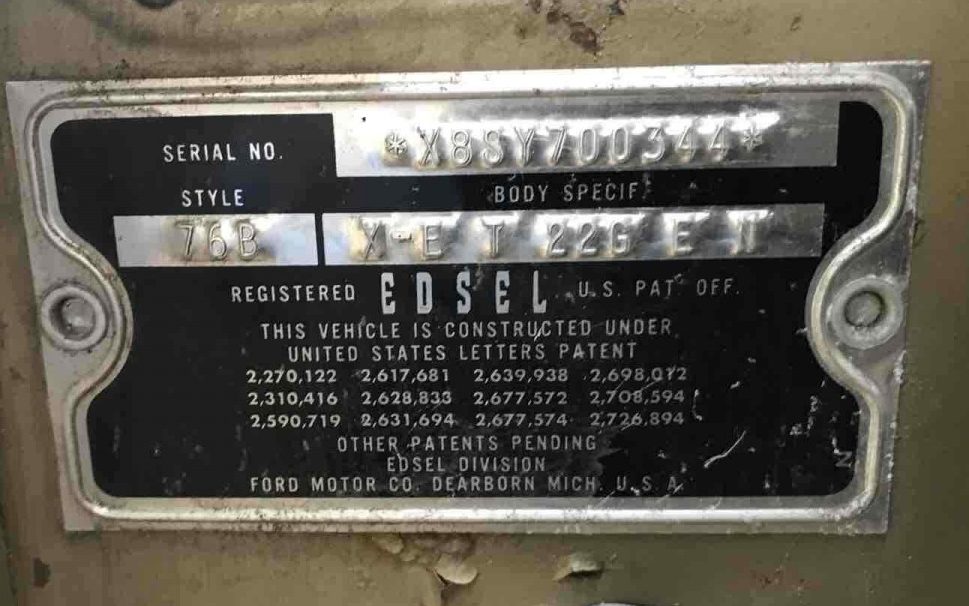 SERIAL NO. *X8SY700344*
STYLE BODY SPECIF.
76B X-E T 22G E N
REGISTERED EDSEL U.S. PAT. OFF.
THIS VEHICLE IS CONSTRUCTED UNDER
UNITED STATES LETTERS PATENT
2,270,122 2,617,681 2,639,938 2,698,012
2,310,416 2,628,833 2,677,572 2,708,594
2,590,719 2,631,694 2,677,574 2,726,894
OTHER PATENTS PENDING
EDSEL DIVISION
FORD MOTOR CO. DEARBORN MICH. U.S.A.